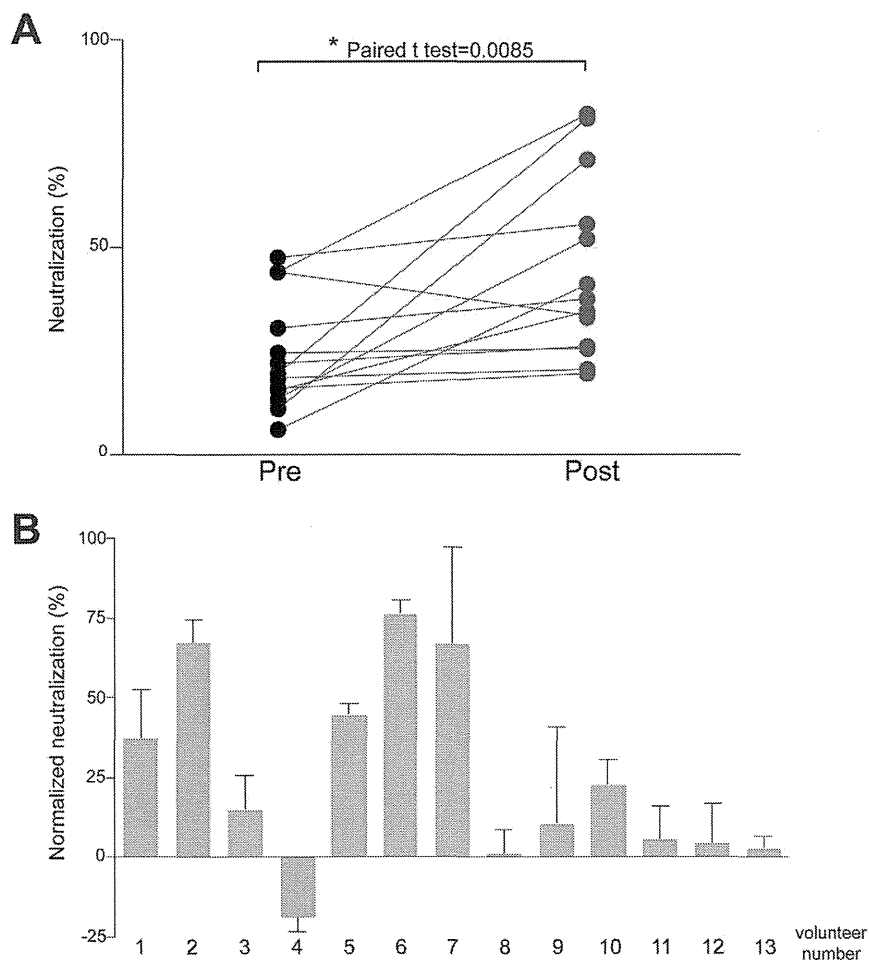 A
100
* Paired t test=0.0085
Neutralization (%)
50
0
Pre
Post
B
100
75
50
25
0
-25
Normalized neutralization (%)
1 2 3 4 5 6 7 8 9 10 11 12 13
volunteer
number